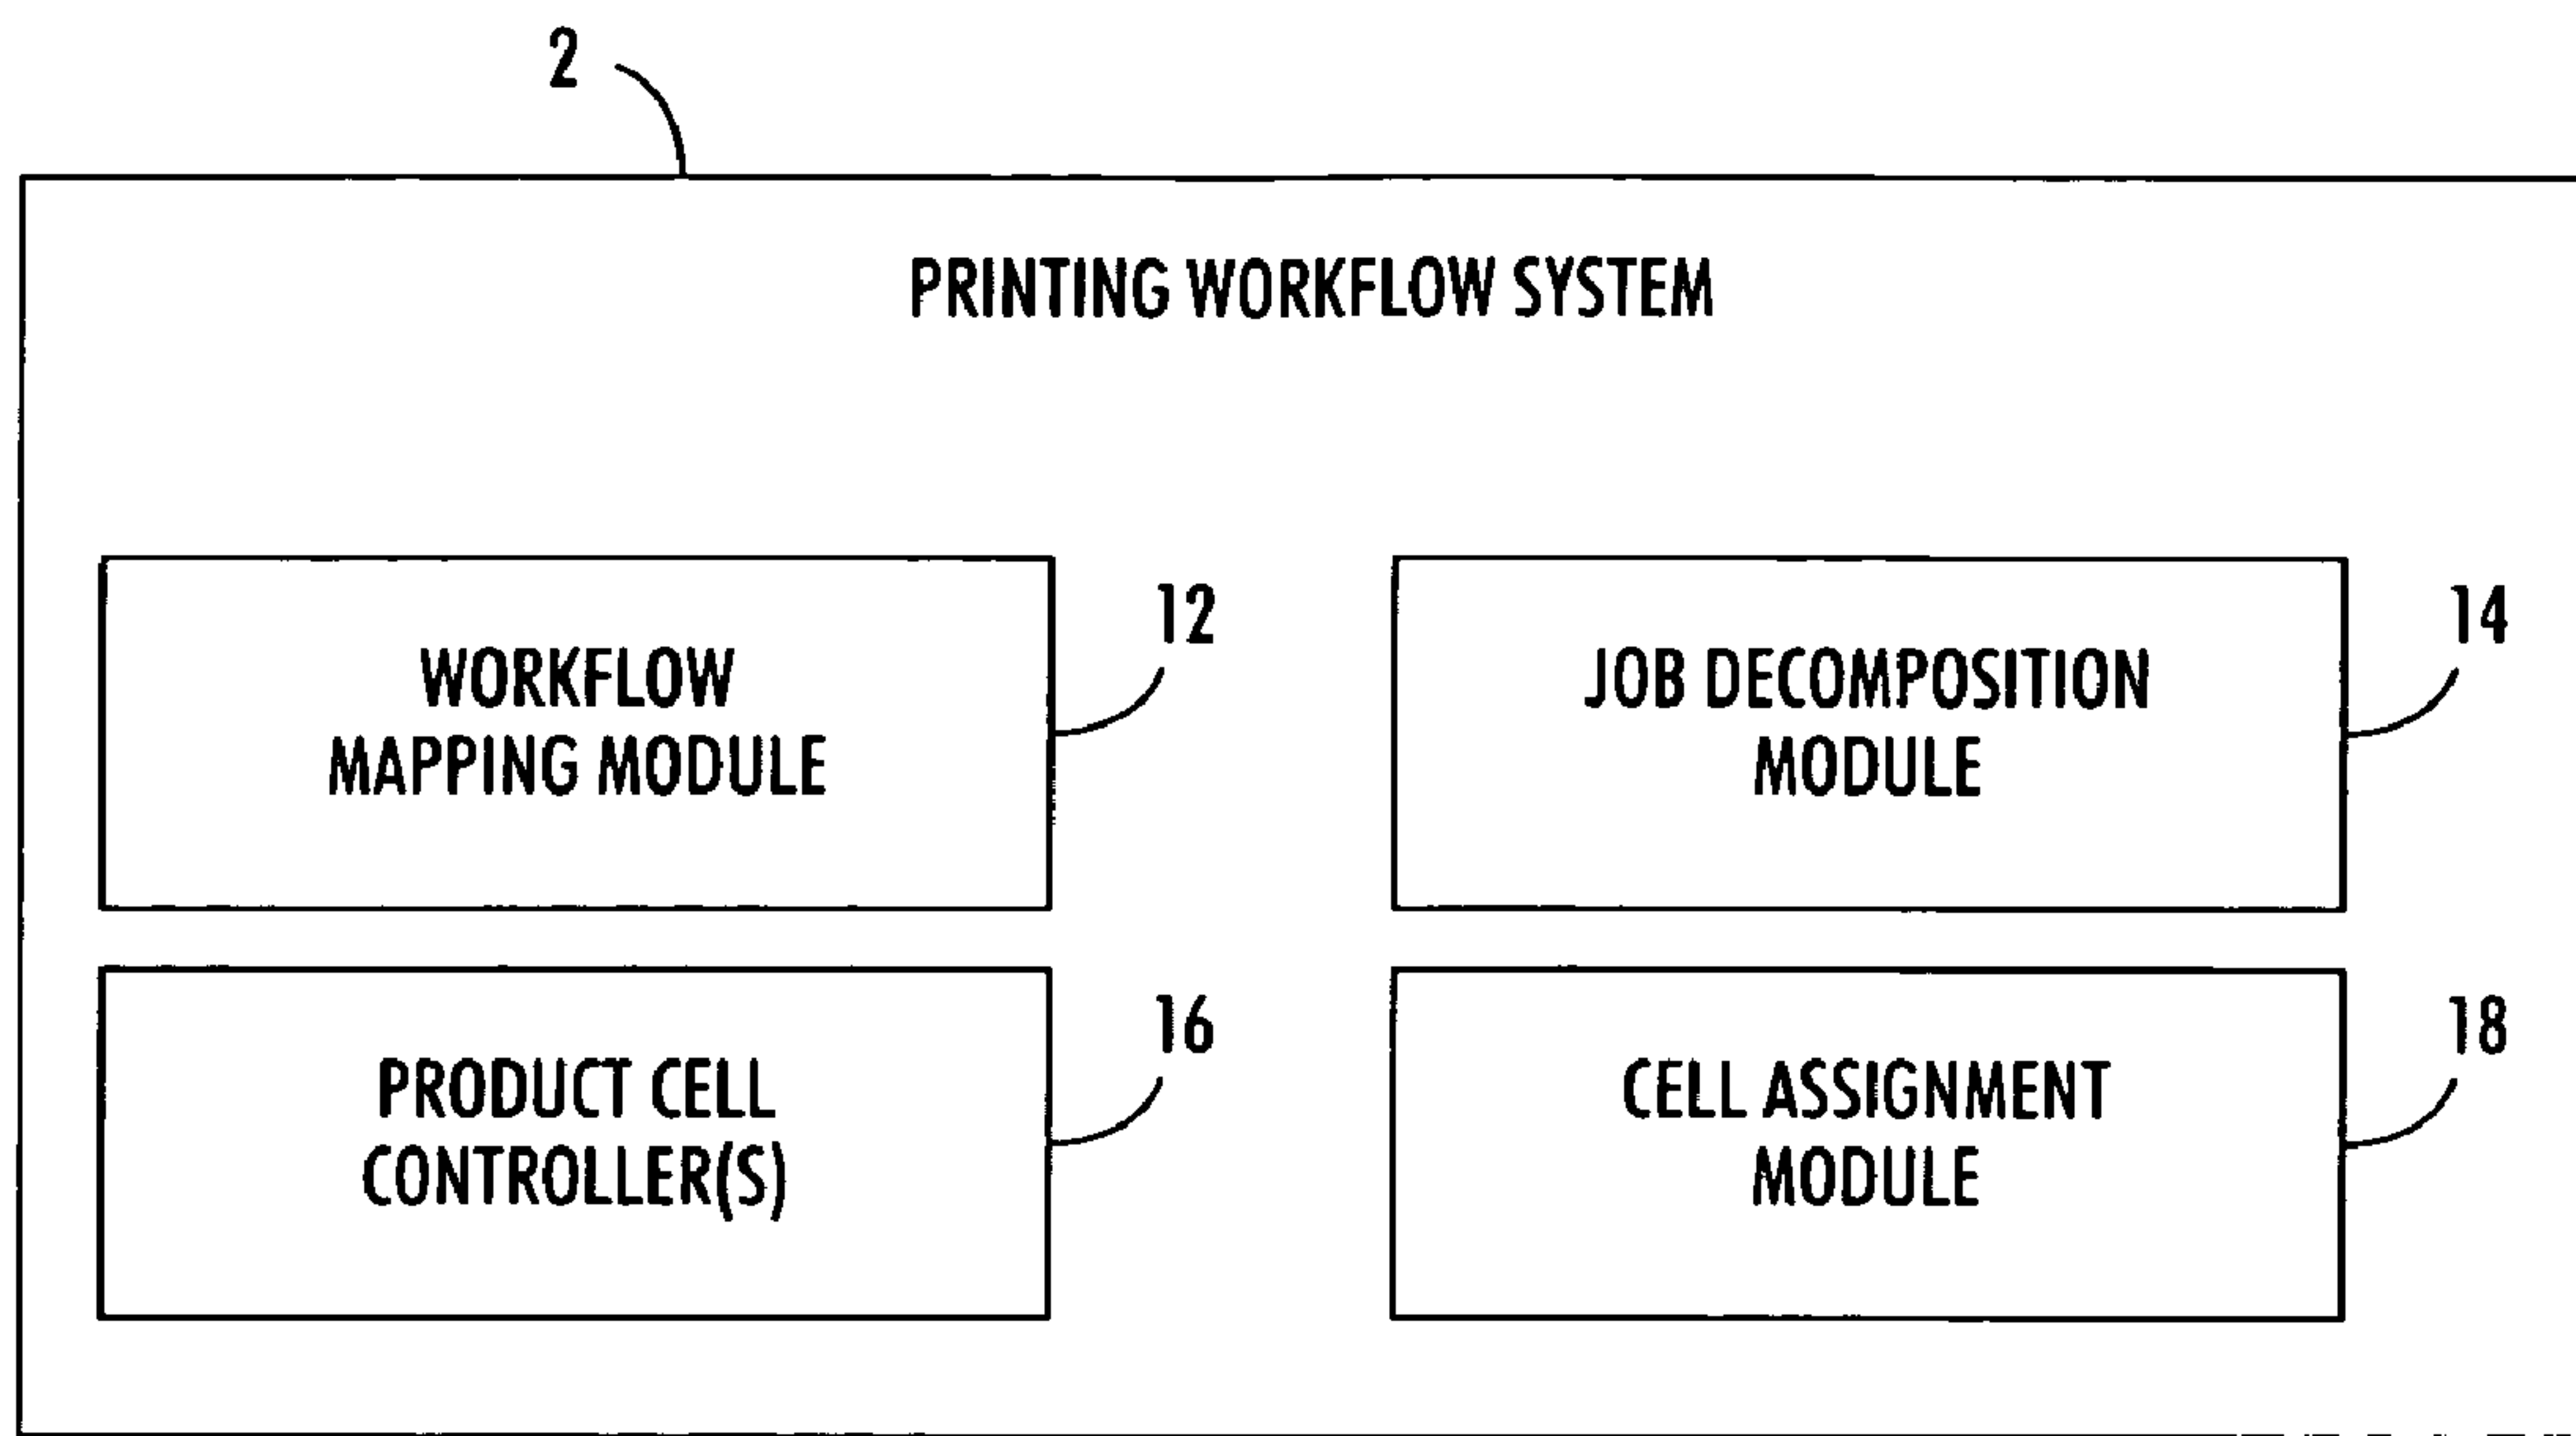 2
PRINTING WORKFLOW SYSTEM
WORKFLOW
MAPPING MODULE
12
JOB DECOMPOSITION
MODULE
14
PRODUCT CELL
CONTROLLER(S)
16
CELL ASSIGNMENT
MODULE
18